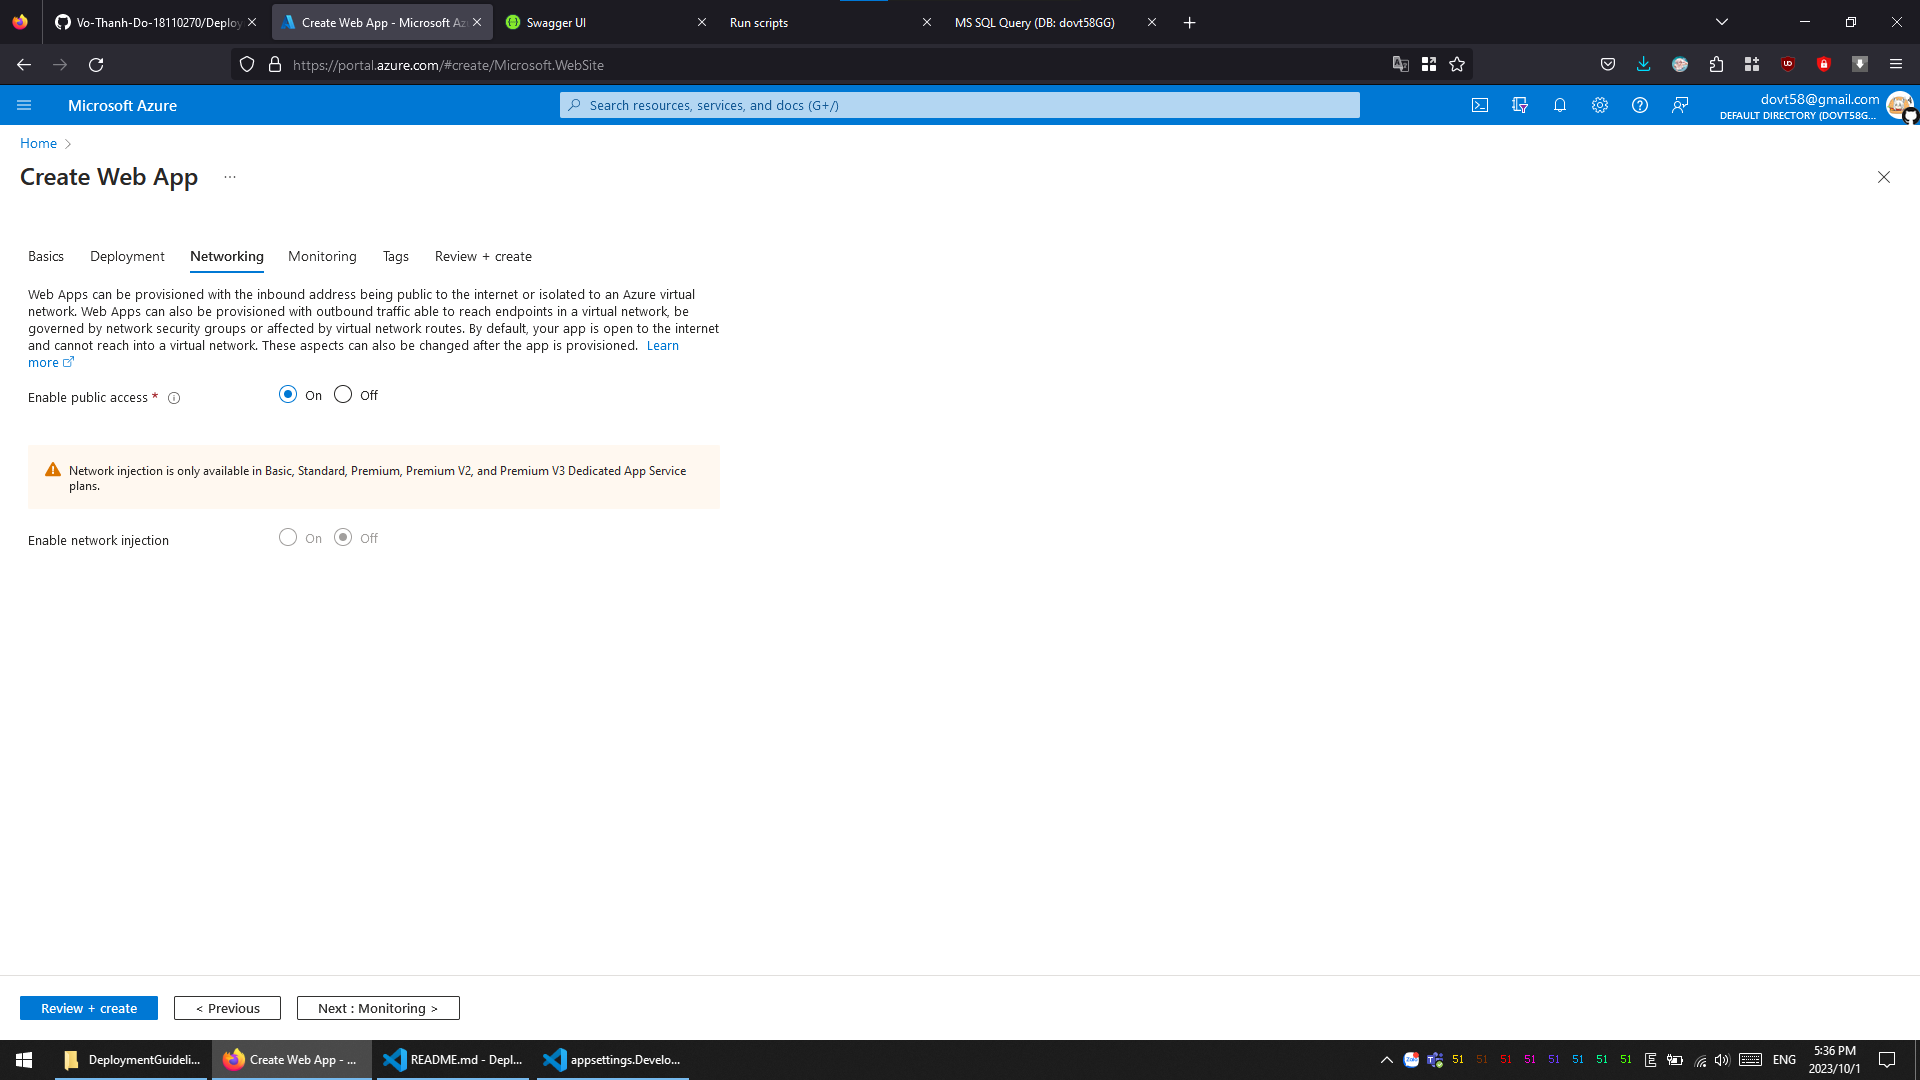 Vo-Thanh-Do-18110270/Deploy
Create Web App - Microsoft Az
Swagger UI
Run scripts
MS SQL Query (DB: dovt58GG)
https://portal.azure.com/#create/Microsoft.WebSite
Microsoft Azure
Search resources, services, and docs (G+/)
dovt58@gmail.com
DEFAULT DIRECTORY (DOVT58G...
Home
Create Web App
...
Basics
Deployment
Networking
Monitoring
Tags
Review + create
Web Apps can be provisioned with the inbound address being public to the internet or isolated to an Azure virtual
network. Web Apps can also be provisioned with outbound traffic able to reach endpoints in a virtual network, be
governed by network security groups or affected by virtual network routes. By default, your app is open to the internet
and cannot reach into a virtual network. These aspects can also be changed after the app is provisioned. Learn
more
Enable public access *
On
Off
Network injection is only available in Basic, Standard, Premium, Premium V2, and Premium V3 Dedicated App Service
plans.
Enable network injection
On
Off
Review + create
< Previous
Next : Monitoring >
DeploymentGuideli...
Create Web App - ...
README.md - Depl...
appsettings.Develo...
Zalo
51 51 51 51 51 51 51 51
ENG
5:36 PM
2023/10/1